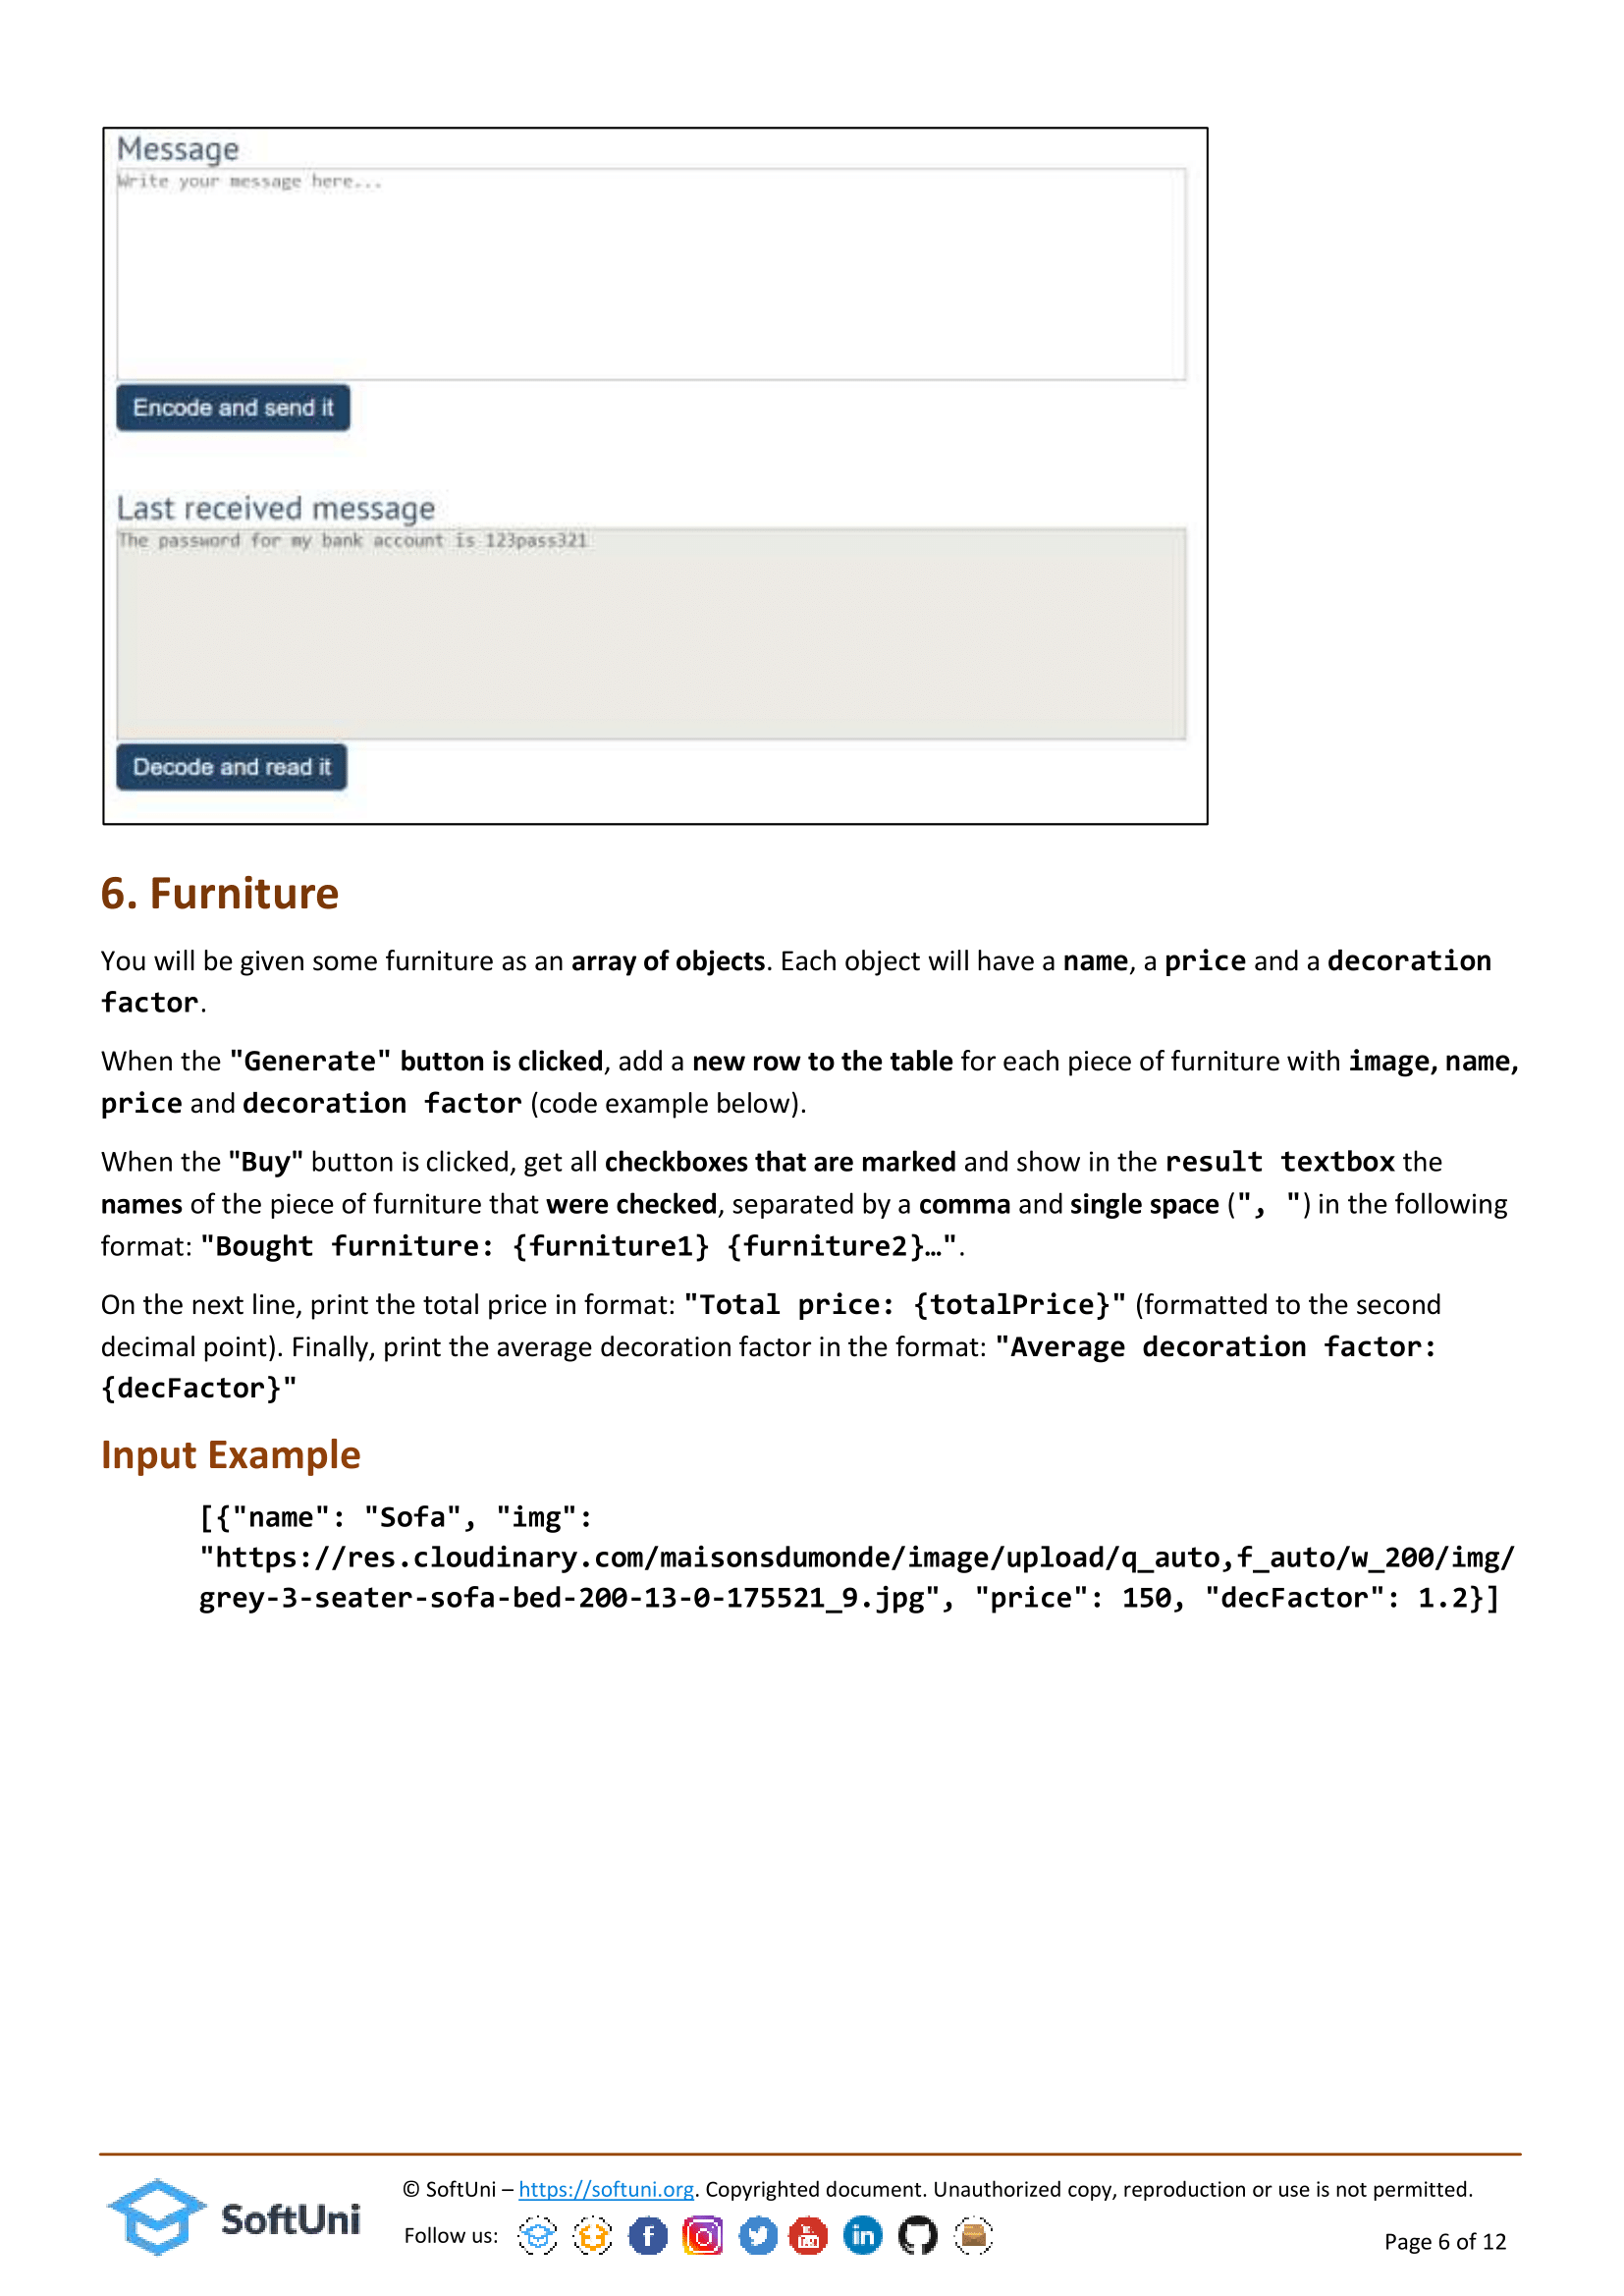 Message
Write your message here...
Encode and send it
Last received message
The password for my bank account is 123pass321
Decode and read it
6. Furniture
You will be given some furniture as an array of objects. Each object will have a name, a price and a decoration
factor.
When the "Generate" button is clicked, add a new row to the table for each piece of furniture with image, name,
price and decoration factor (code example below).
When the "Buy" button is clicked, get all checkboxes that are marked and show in the result textbox the
names of the piece of furniture that were checked, separated by a comma and single space (", ") in the following
format: "Bought furniture: {furniture1} {furniture2}…".
On the next line, print the total price in format: "Total price: {totalPrice}" (formatted to the second
decimal point). Finally, print the average decoration factor in the format: "Average decoration factor:
{decFactor}"
Input Example
[{"name": "Sofa", "img":
"https://res.cloudinary.com/maisonsdumonde/image/upload/q_auto,f_auto/w_200/img/
grey-3-seater-sofa-bed-200-13-0-175521_9.jpg", "price": 150, "decFactor": 1.2}]
SoftUni
© SoftUni – https://softuni.org. Copyrighted document. Unauthorized copy, reproduction or use is not permitted.
Follow us:
Page 6 of 12